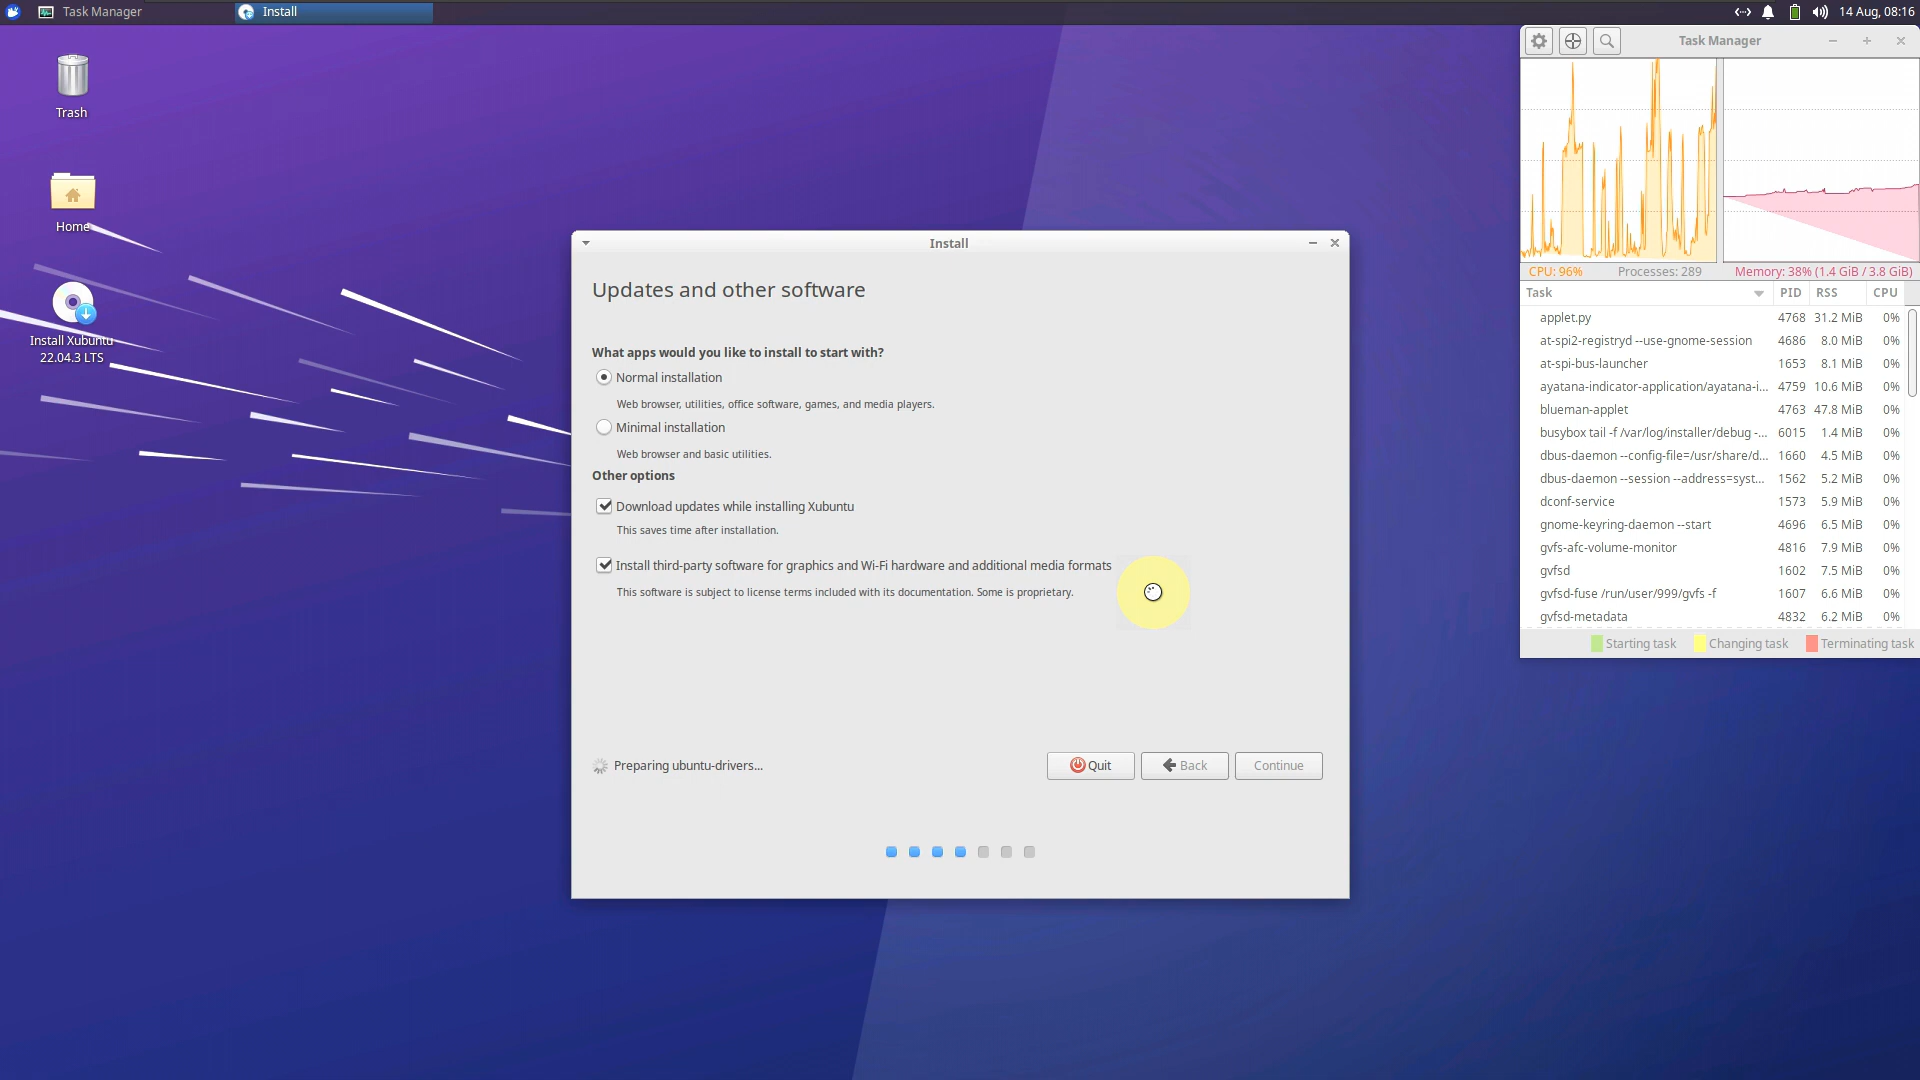 Task Manager
Install
14 Aug, 08:16
Trash
Home
Install Xubuntu
22.04.3 LTS
Install
Updates and other software
What apps would you like to install to start with?
Normal installation
Web browser, utilities, office software, games, and media players.
Minimal installation
Web browser and basic utilities.
Other options
Download updates while installing Xubuntu
This saves time after installation.
Install third-party software for graphics and Wi-Fi hardware and additional media formats
This software is subject to license terms included with its documentation. Some is proprietary.
Preparing ubuntu-drivers...
Quit
Back
Continue
Task Manager
CPU: 96% Processes: 289 Memory: 38% (1.4 GiB / 3.8 GiB)
Task PID RSS CPU
applet.py 4768 31.2 MiB 0%
at-spi2-registryd --use-gnome-session 4686 8.0 MiB 0%
at-spi-bus-launcher 1653 8.1 MiB 0%
ayatana-indicator-application/ayatana-i... 4759 10.6 MiB 0%
blueman-applet 4763 47.8 MiB 0%
busybox tail -f /var/log/installer/debug -... 6015 1.4 MiB 0%
dbus-daemon --config-file=/usr/share/d... 1660 4.5 MiB 0%
dbus-daemon --session --address=syst... 1562 5.2 MiB 0%
dconf-service 1573 5.9 MiB 0%
gnome-keyring-daemon --start 4696 6.5 MiB 0%
gvfs-afc-volume-monitor 4816 7.9 MiB 0%
gvfsd 1602 7.5 MiB 0%
gvfsd-fuse /run/user/999/gvfs -f 1607 6.6 MiB 0%
gvfsd-metadata 4832 6.2 MiB 0%
Starting task Changing task Terminating task